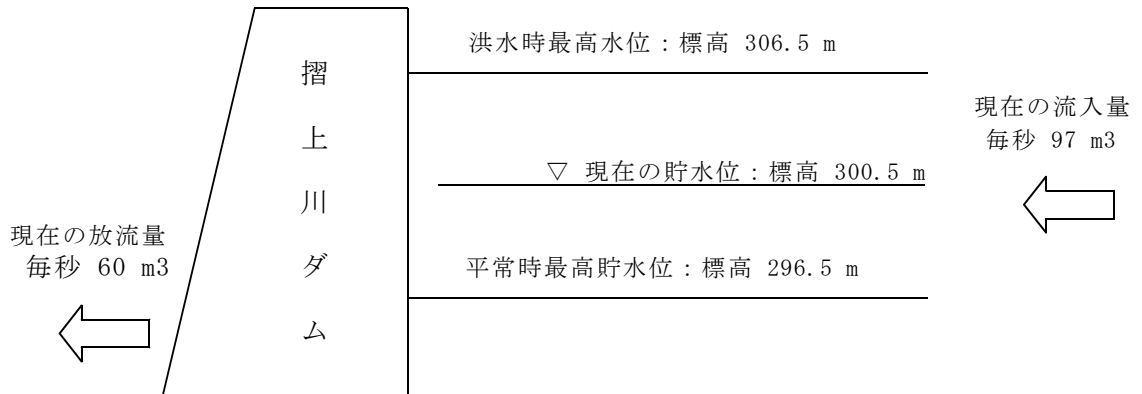 洪水時最高水位：標高 306.5 m
摺上川ダム
現在の流入量
毎秒 97 m3
▽ 現在の貯水位：標高 300.5 m
現在の放流量
毎秒 60 m3
平常時最高貯水位：標高 296.5 m